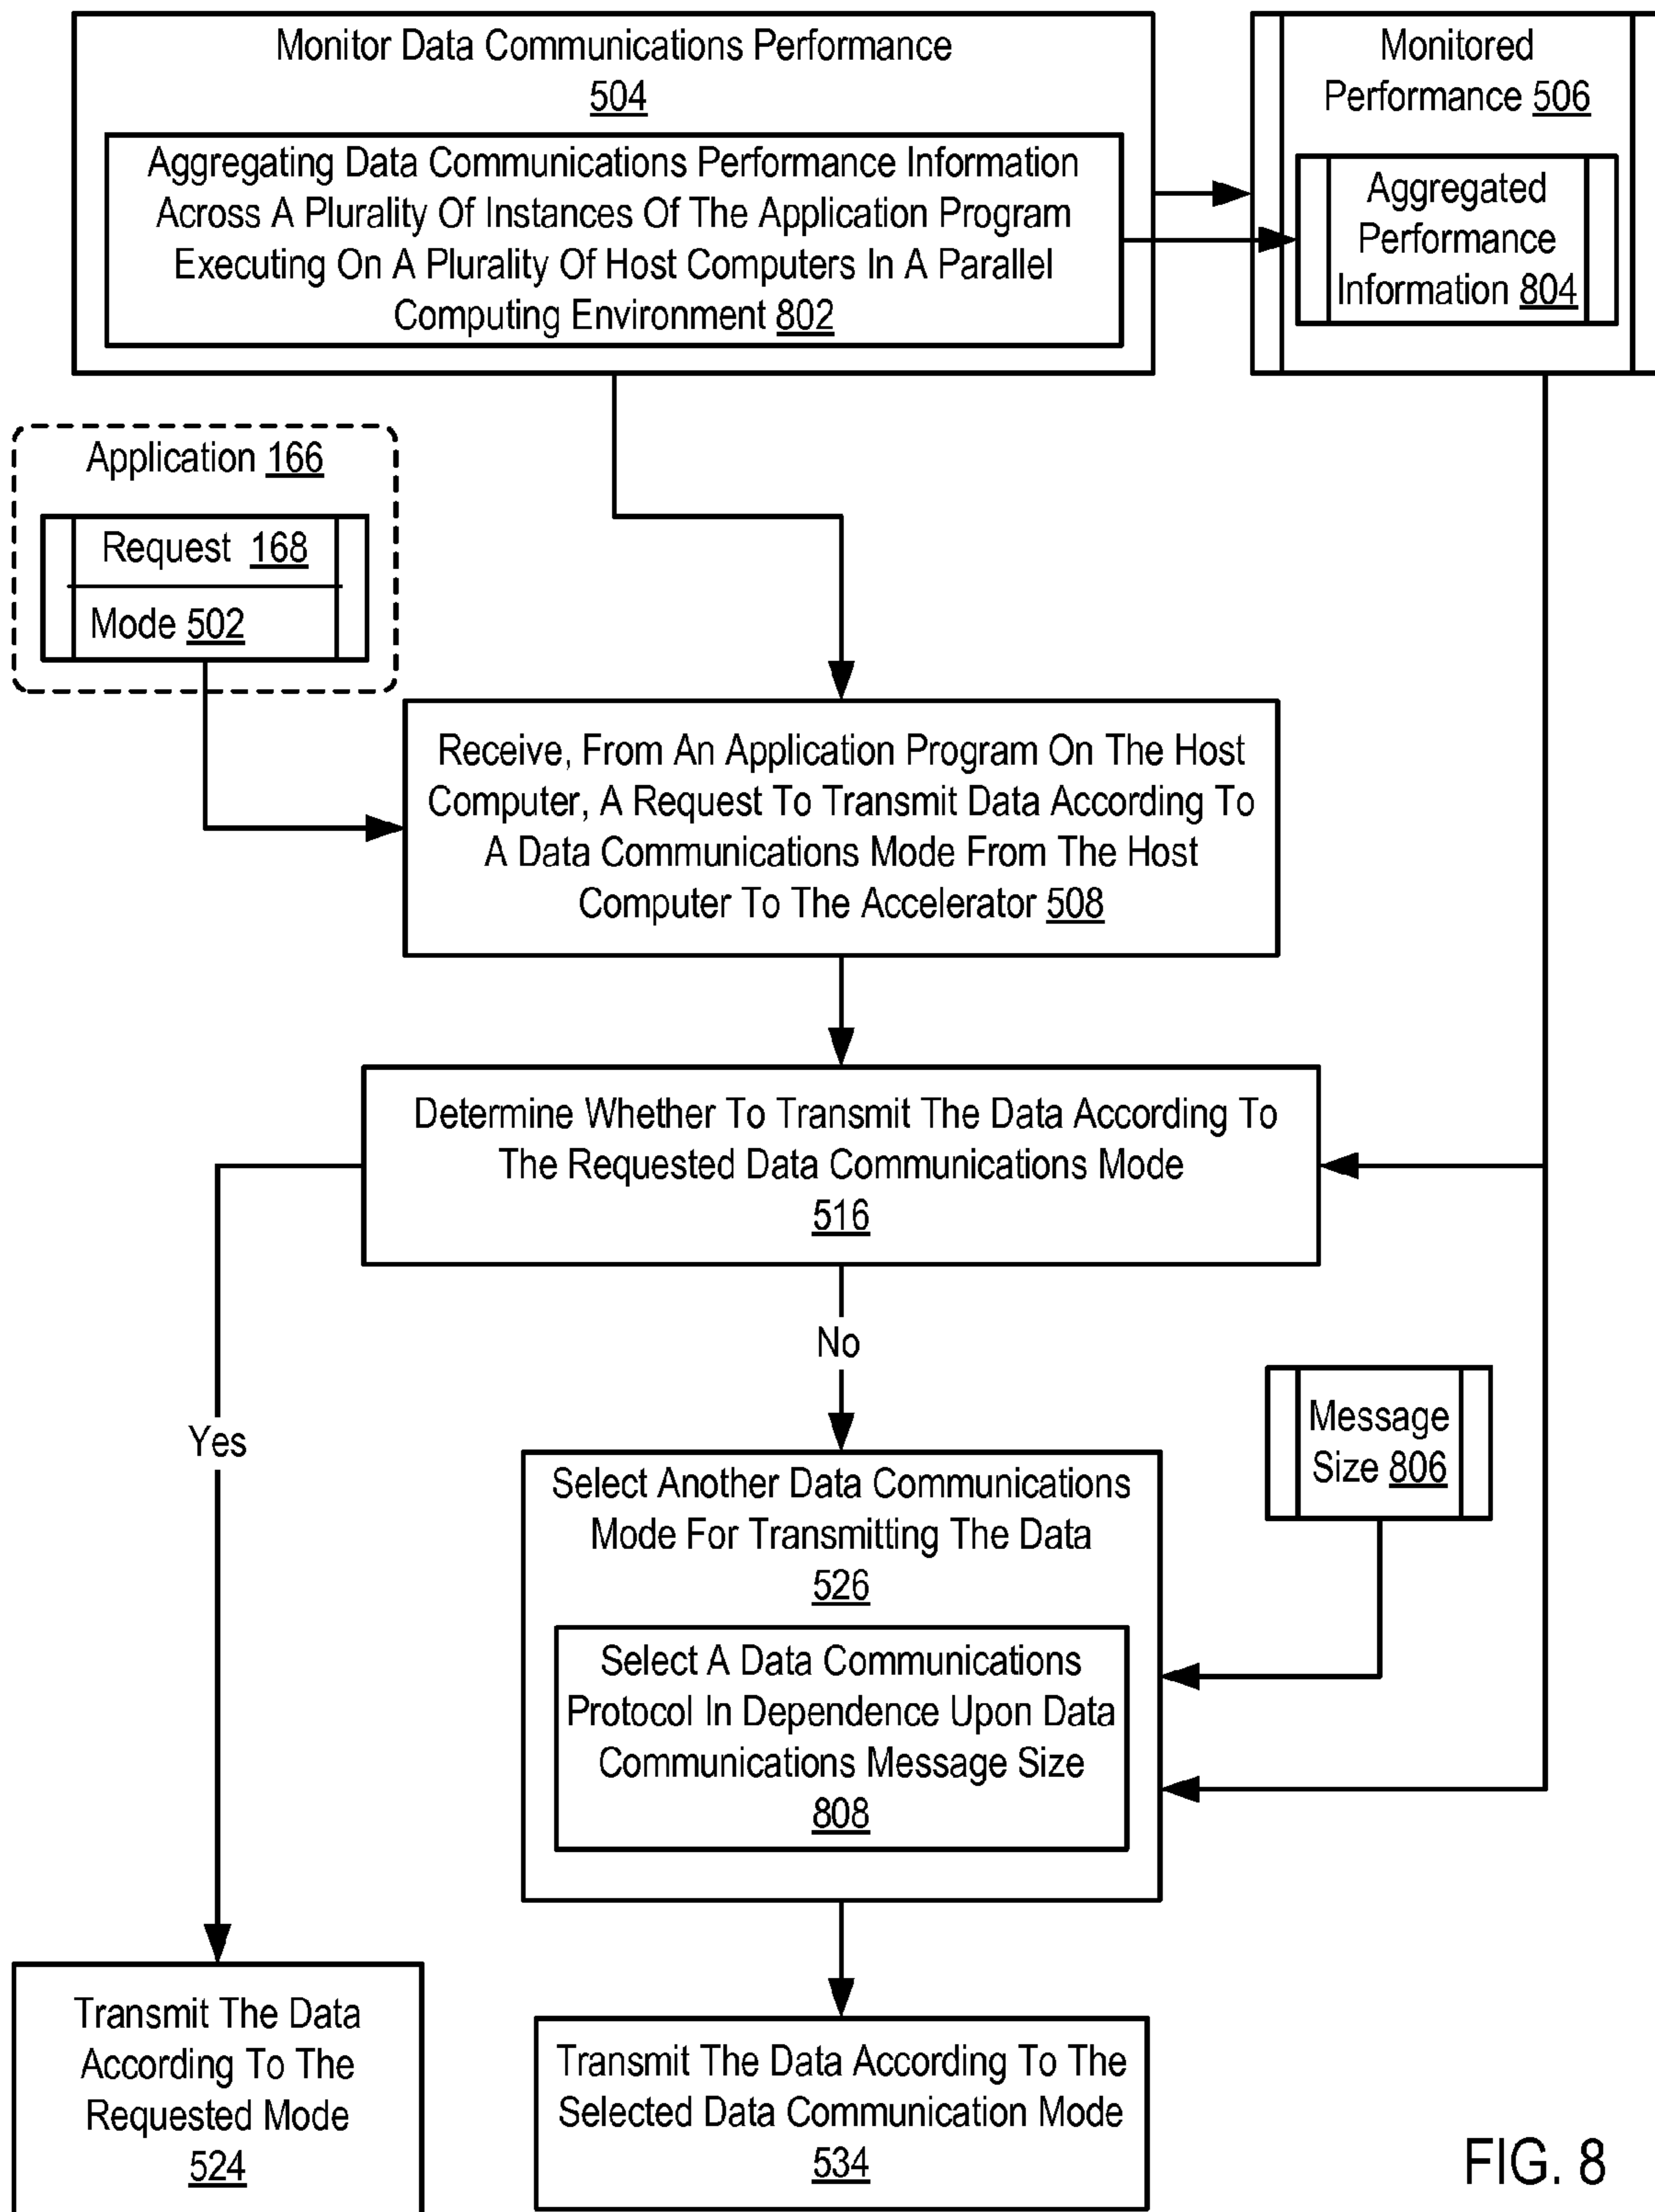 Monitor Data Communications Performance
504
Aggregating Data Communications Performance Information
Across A Plurality Of Instances Of The Application Program
Executing On A Plurality Of Host Computers In A Parallel
Computing Environment 802
Monitored
Performance 506
Aggregated
Performance
Information 804
Application 166
Request 168
Mode 502
Receive, From An Application Program On The Host
Computer, A Request To Transmit Data According To
A Data Communications Mode From The Host
Computer To The Accelerator 508
Determine Whether To Transmit The Data According To
The Requested Data Communications Mode
516
No
Yes
Message
Size 806
Select Another Data Communications
Mode For Transmitting The Data
526
Select A Data Communications
Protocol In Dependence Upon Data
Communications Message Size
808
Transmit The Data
According To The
Requested Mode
524
Transmit The Data According To The
Selected Data Communication Mode
534
FIG. 8